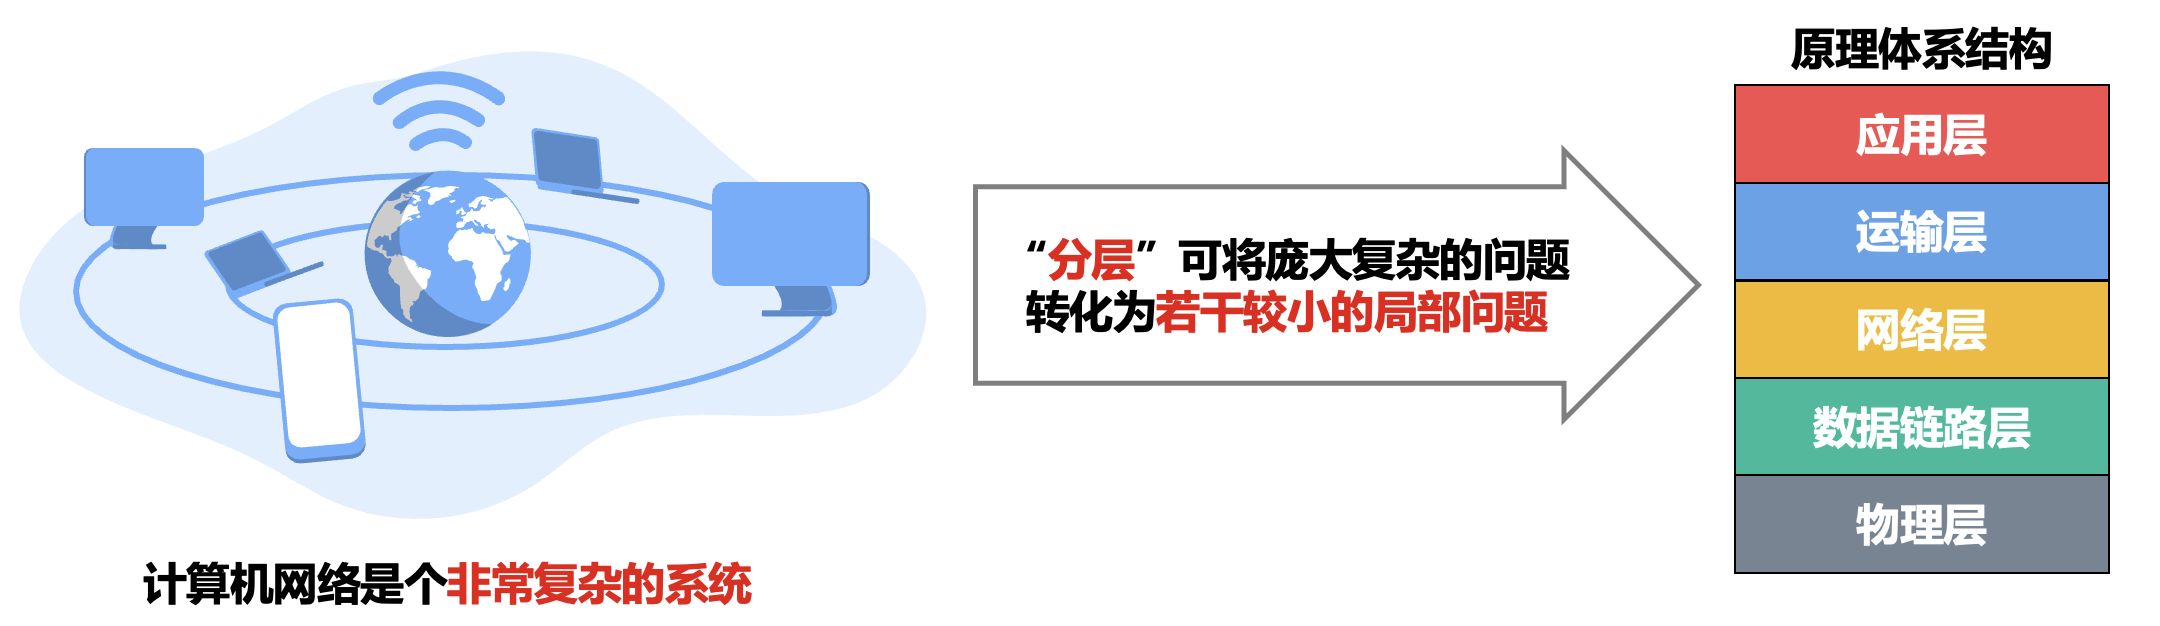 原理体系结构
应用层
运输层
“分层”可将庞大复杂的问题
转化为若干较小的局部问题
网络层
数据链路层
物理层
计算机网络是个非常复杂的系统